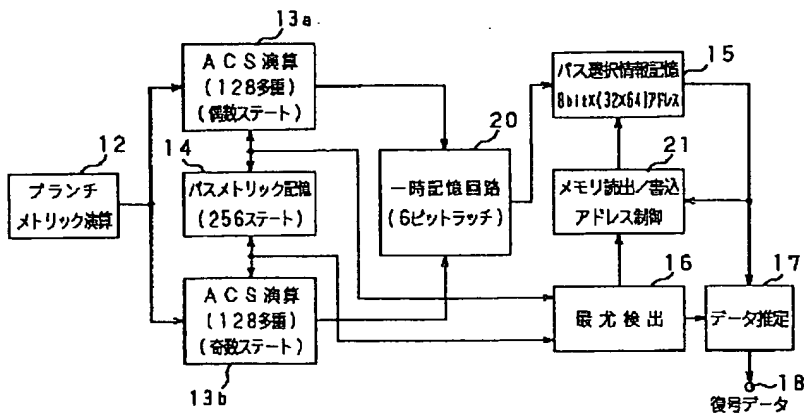 13a
ACS演算
(128多重)
(偶数ステート)
12
ブランチ
メトリック演算
14
パスメトリック記憶
(256ステート)
ACS演算
(128多重)
(奇数ステート)
13b
20
一時記憶回路
(6ビットラッチ)
15
パス選択情報記憶
8bitX(32X64)アドレス
21
メモリ読出/書込
アドレス制御
16
最尤検出
17
データ推定
18
復号データ